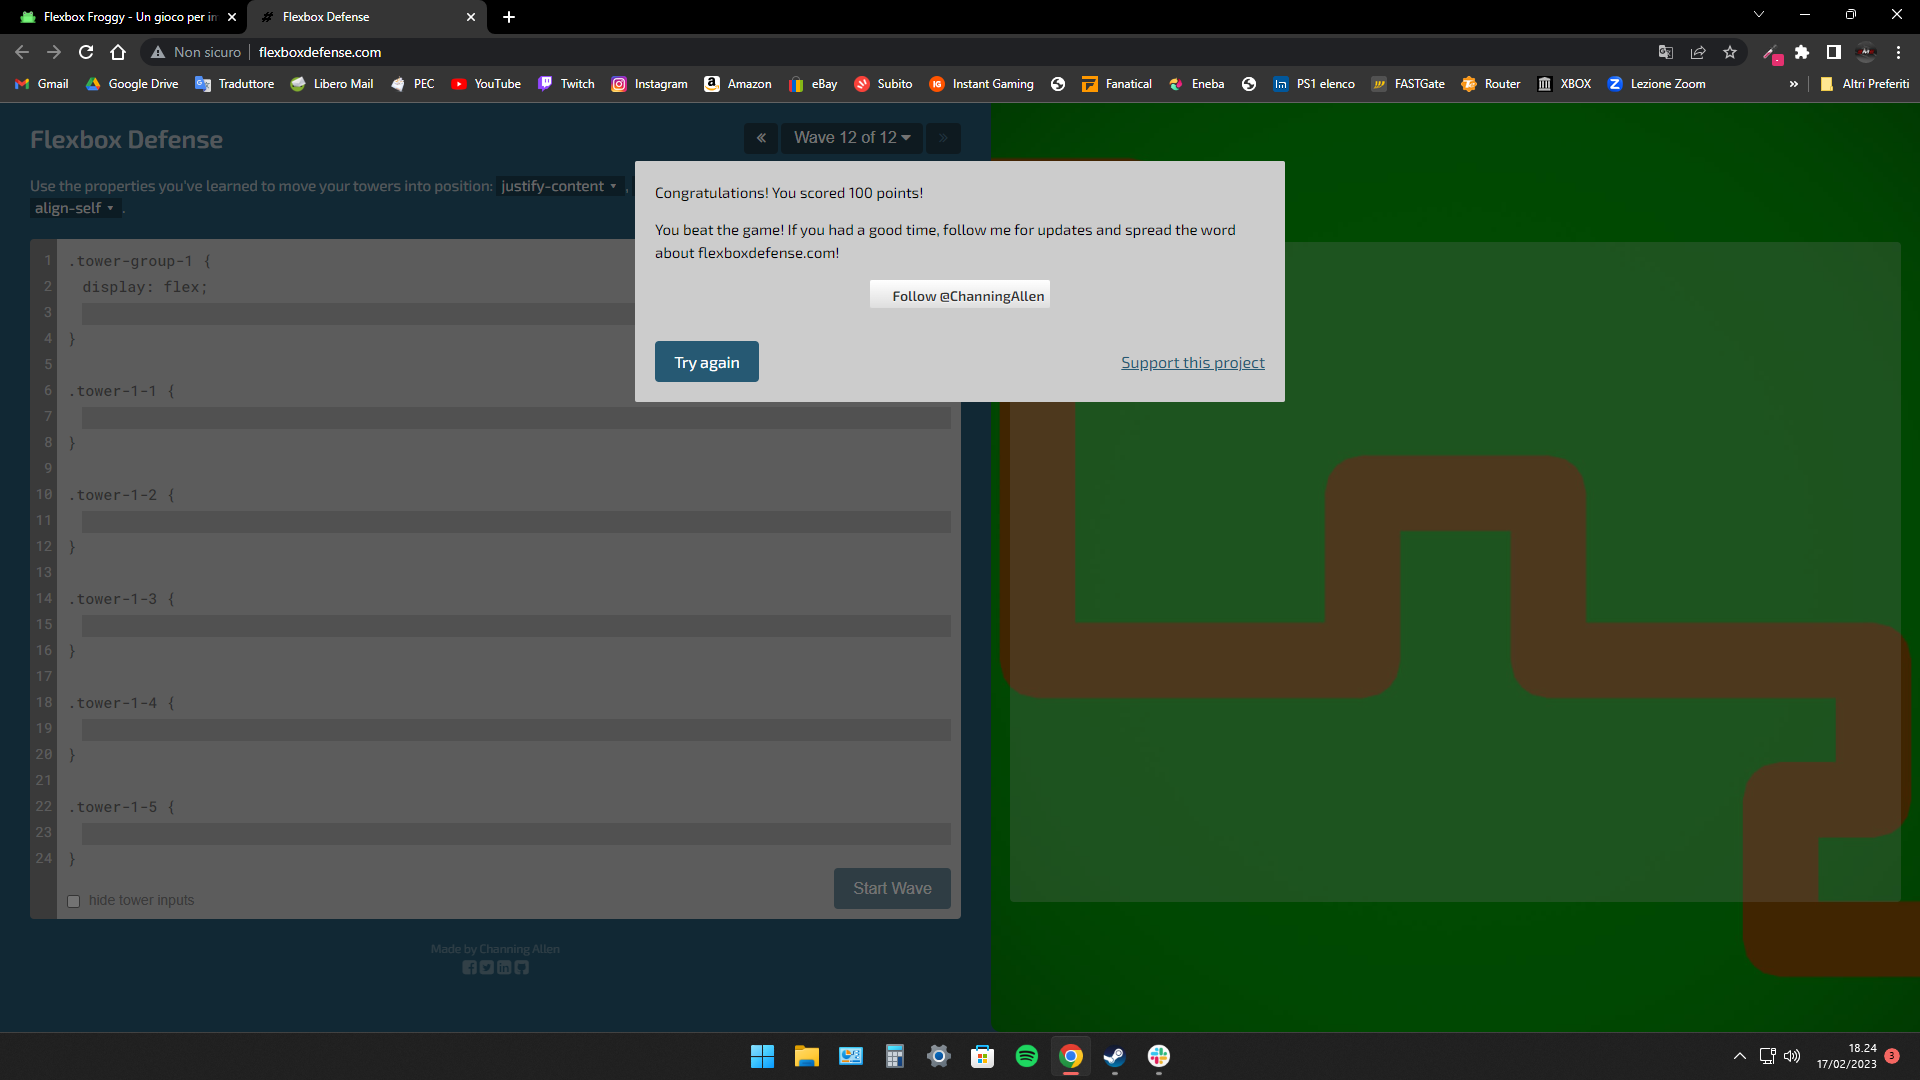 Flexbox Froggy - Un gioco per im
Flexbox Defense
Non sicuro
flexboxdefense.com
Gmail
Google Drive
Traduttore
Libero Mail
PEC
YouTube
Twitch
Instagram
Amazon
eBay
Subito
Instant Gaming
Fanatical
Eneba
PS1 elenco
FASTGate
Router
XBOX
Lezione Zoom
»
Altri Preferiti
Flexbox Defense
«
Wave 12 of 12
»
Use the properties you've learned to move your towers into position: justify-content ,
align-self .
Congratulations! You scored 100 points!
You beat the game! If you had a good time, follow me for updates and spread the word
about flexboxdefense.com!
Follow @ChanningAllen
Try again
Support this project
1 .tower-group-1 {
2 display: flex;
3
4 }
5
6 .tower-1-1 {
7
8 }
9
10 .tower-1-2 {
11
12 }
13
14 .tower-1-3 {
15
16 }
17
18 .tower-1-4 {
19
20 }
21
22 .tower-1-5 {
23
24 }
hide tower inputs
Start Wave
Made by Channing Allen
18.24
17/02/2023
3